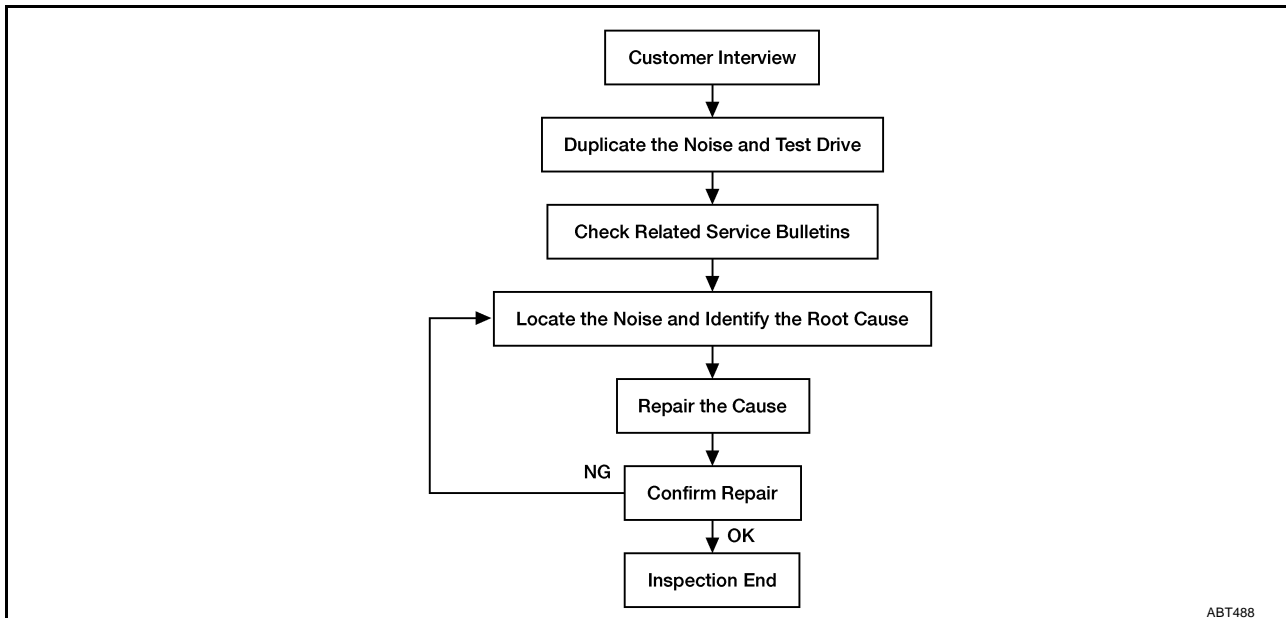 Customer Interview
Duplicate the Noise and Test Drive
Check Related Service Bulletins
Locate the Noise and Identify the Root Cause
Repair the Cause
NG
Confirm Repair
OK
Inspection End
ABT488